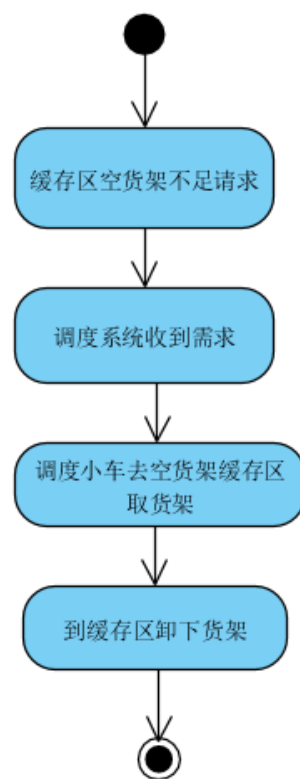 缓存区空货架不足请求
调度系统收到需求
调度小车去空货架缓存区
取货架
到缓存区卸下货架